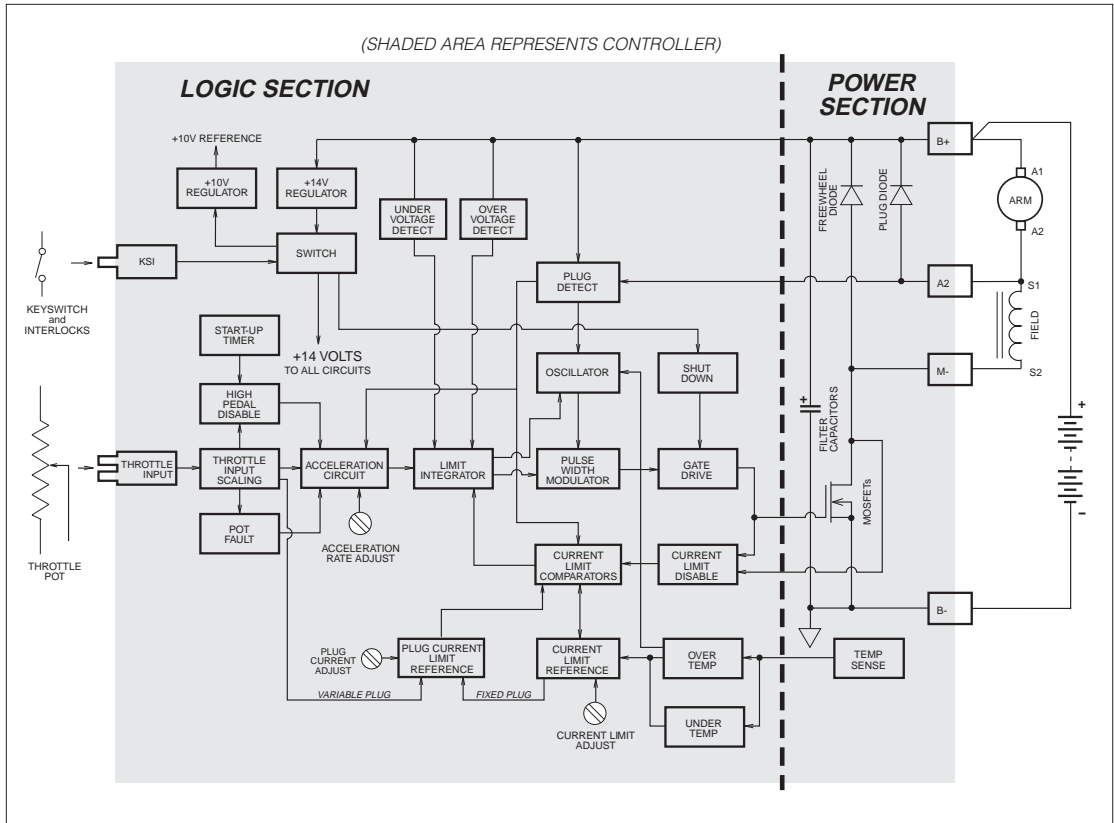 (SHADED AREA REPRESENTS CONTROLLER)
LOGIC SECTION
POWER
SECTION
+10V REFERENCE
+10V
REGULATOR
+14V
REGULATOR
UNDER
VOLTAGE
DETECT
OVER
VOLTAGE
DETECT
FREEWHEEL
DIODE
PLUG DIODE
B+
A1
ARM
A2
KSI
SWITCH
KEYSWITCH
and
INTERLOCKS
PLUG
DETECT
A2
S1
FIELD
S2
START-UP
TIMER
+14 VOLTS
TO ALL CIRCUITS
OSCILLATOR
SHUT
DOWN
M-
HIGH
PEDAL
DISABLE
+
FILTER
CAPACITORS
+
THROTTLE
INPUT
THROTTLE
INPUT
SCALING
ACCELERATION
CIRCUIT
LIMIT
INTEGRATOR
PULSE
WIDTH
MODULATOR
GATE
DRIVE
MOSFETs
–
POT
FAULT
ACCELERATION
RATE ADJUST
THROTTLE
POT
CURRENT
LIMIT
COMPARATORS
CURRENT
LIMIT
DISABLE
B-
PLUG
CURRENT
ADJUST
PLUG CURRENT
LIMIT
REFERENCE
CURRENT
LIMIT
REFERENCE
OVER
TEMP
TEMP
SENSE
VARIABLE PLUG
FIXED PLUG
UNDER
TEMP
CURRENT LIMIT
ADJUST